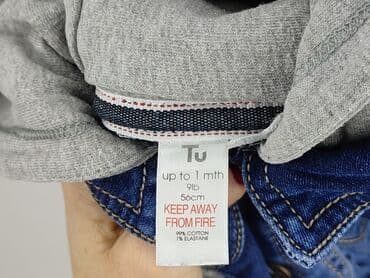 Tu
up to 1 mth
9lb
56cm
KEEP AWAY
FROM FIRE
99% COTTON
1% ELASTANE